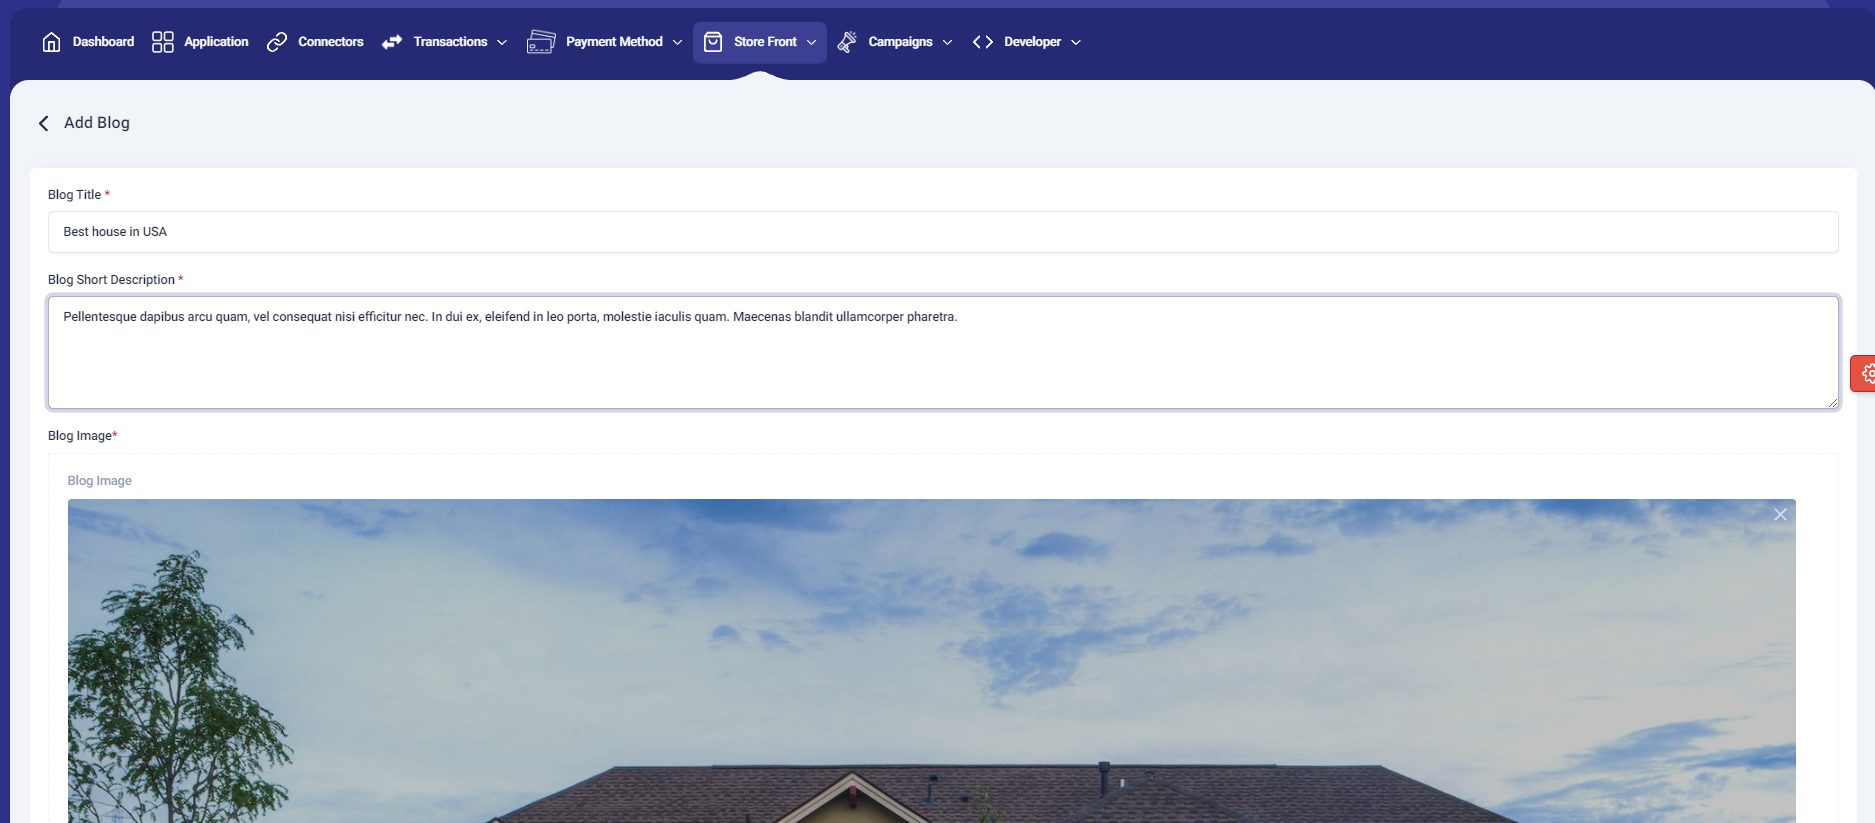 Dashboard Application Connectors Transactions Payment Method Store Front Campaigns Developer
Add Blog
Blog Title *
Best house in USA
Blog Short Description *
Pellentesque dapibus arcu quam, vel consequat nisi efficitur nec. In dui ex, eleifend in leo porta, molestie iaculis quam. Maecenas blandit ullamcorper pharetra.
Blog Image*
Blog Image